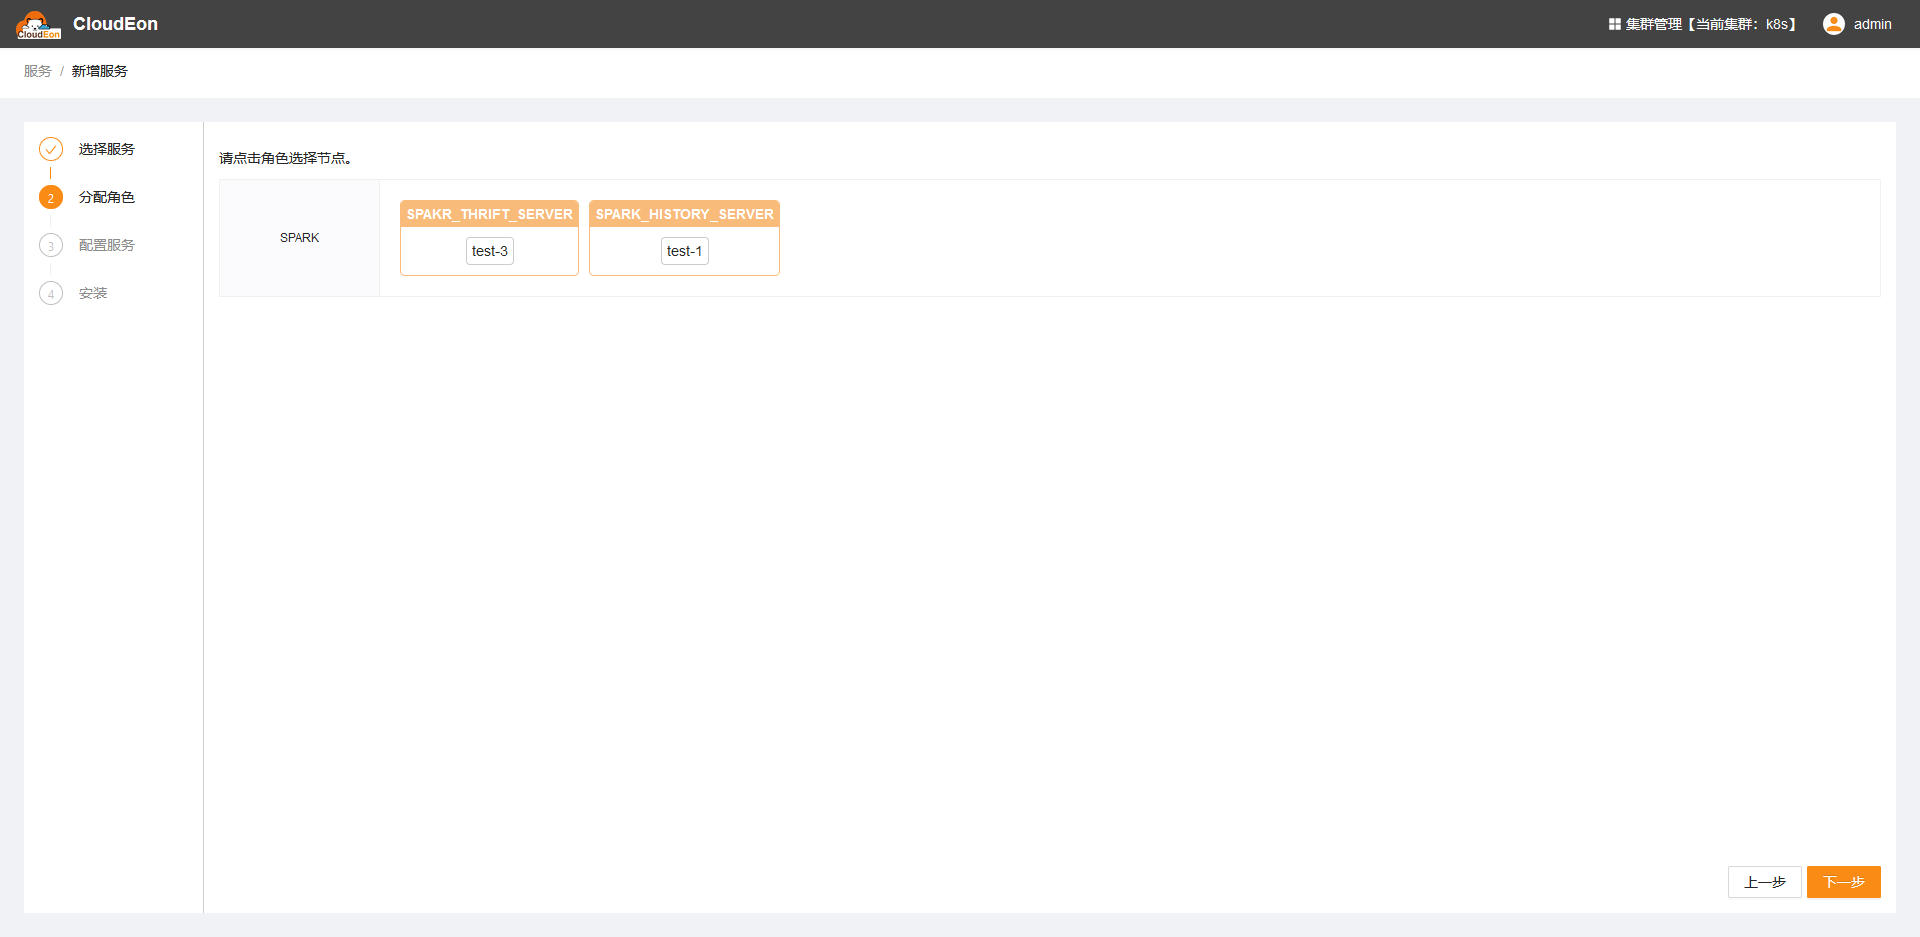 CloudEon
CloudEon
集群管理【当前集群：k8s】
admin
服务 / 新增服务
选择服务
2 分配角色
3 配置服务
4 安装
请点击角色选择节点。
SPARK
SPAKR_THRIFT_SERVER
test-3
SPARK_HISTORY_SERVER
test-1
上一步
下一步